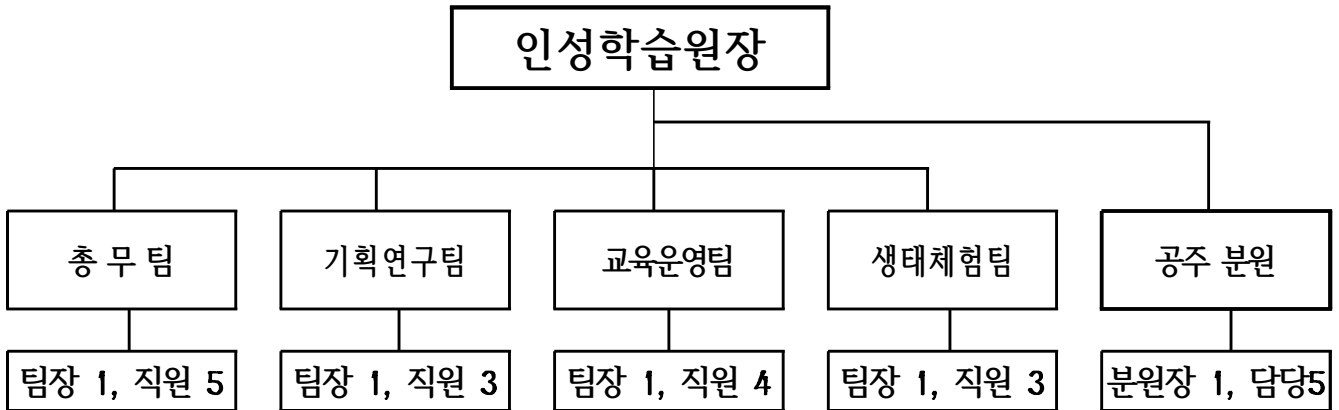 인성학습원장
총 무 팀
기획연구팀
교육운영팀
생태체험팀
공주 분원
팀장 1, 직원 5
팀장 1, 직원 3
팀장 1, 직원 4
팀장 1, 직원 3
분원장 1, 담당5